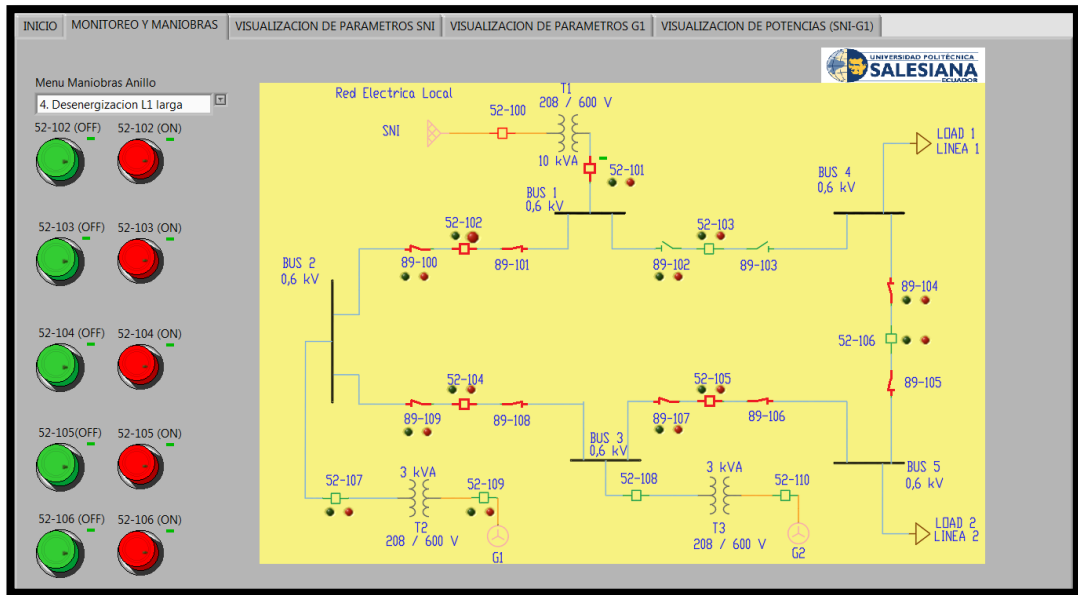 INICIO
MONITOREO Y MANIOBRAS
VISUALIZACION DE PARAMETROS SNI
VISUALIZACION DE PARAMETROS G1
VISUALIZACION DE POTENCIAS (SNI-G1)
UNIVERSIDAD POLITÉCNICA
SALESIANA
ECUADOR
Menu Maniobras Anillo
4. Desenergizacion L1 larga
52-102 (OFF)
52-102 (ON)
52-103 (OFF)
52-103 (ON)
52-104 (OFF)
52-104 (ON)
52-105(OFF)
52-105 (ON)
52-106 (OFF)
52-106 (ON)
Red Electrica Local
T1
208 / 600 V
52-100
SNI
10 kVA
52-101
LOAD 1
LINEA 1
BUS 4
0,6 kV
BUS 1
0,6 kV
52-102
52-103
BUS 2
0,6 kV
89-100
89-101
89-102
89-103
89-104
52-106
89-105
52-104
52-105
89-109
89-108
89-107
89-106
BUS 3
0,6 kV
BUS 5
0,6 kV
52-107
3 kVA
52-109
52-108
3 kVA
52-110
T2
208 / 600 V
G1
T3
208 / 600 V
G2
LOAD 2
LINEA 2